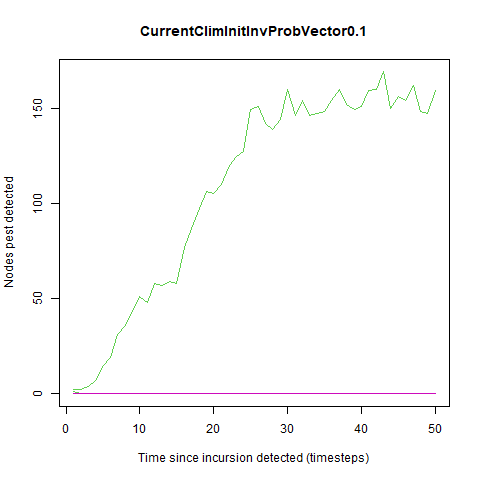 CurrentClimInitInvProbVector0.1
Nodes pest detected
150
100
50
0
0 10 20 30 40 50
Time since incursion detected (timesteps)